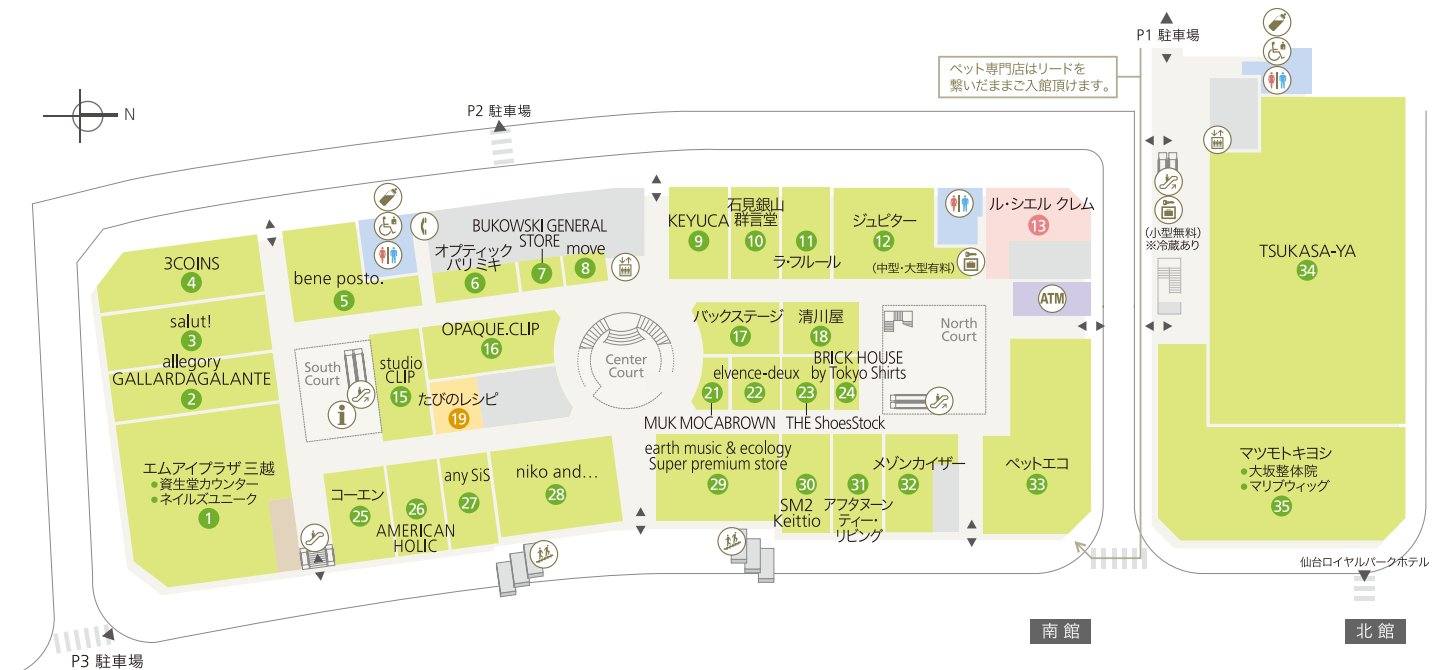 P1 駐車場
ペット専門店はリードを
繋いだままご入館頂けます。
N
P2 駐車場
BUKOWSKI GENERAL
STORE
7
オプティック
パリミキ
6
move
8
KEYUCA
9
石見銀山
群言堂
10
11
ラ・フルール
ジュピター
12
(中型・大型有料)
ル・シエル クレム
13
ATM
(小型無料)
※冷蔵あり
TSUKASA-YA
34
3COINS
4
bene posto.
5
salut!
3
allegory
GALLARDAGALANTE
2
South
Court
i
studio
CLIP
15
OPAQUE.CLIP
16
たびのレシピ
19
Center
Court
バックステージ
17
清川屋
18
North
Court
elvence-deux
22
BRICK HOUSE
by Tokyo Shirts
24
21
MUK MOCABROWN
23
THE ShoesStock
エムアイプラザ 三越
●資生堂カウンター
●ネイルズユニーク
1
コーエン
25
26
AMERICAN
HOLIC
any SiS
27
niko and...
28
earth music & ecology
Super premium store
29
30
SM2
Keittio
31
アフタヌーン
ティー・
リビング
メゾンカイザー
32
ペットエコ
33
マツモトキヨシ
●大坂整体院
●マリブウィッグ
35
仙台ロイヤルパークホテル
南館
北館
P3 駐車場